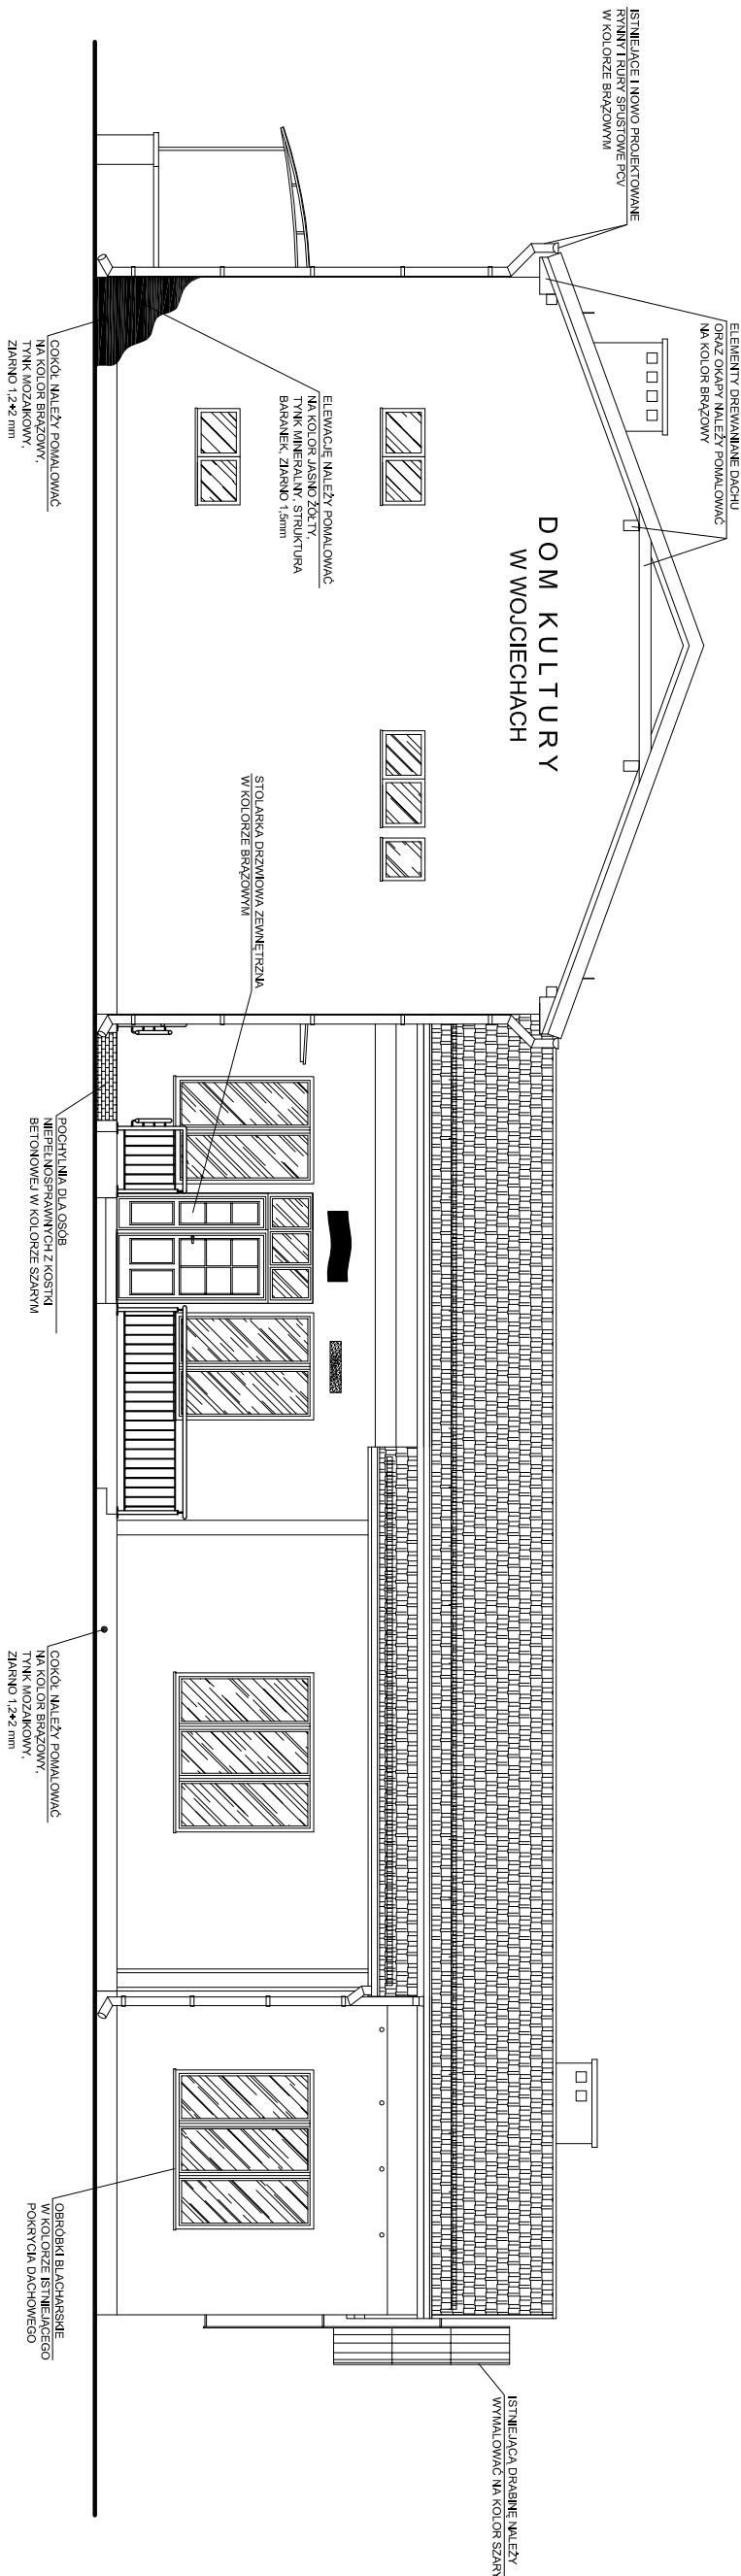 ISTNIEJĄCE I NOWO PROJEKTOWANE
RYNNY I RURY SPUSTOWE PCV
W KOLORZE BRĄZOWYM
ELEMENTY DREWANIANE DACHU
ORAZ OKAPY NALEŻY POMALOWAĆ
NA KOLOR BRĄZOWY
DOM KULTURY
W WOJCIECHACH
ELEWACJĘ NALEŻY POMALOWAĆ
NA KOLOR JASNO ŻÓŁTY,
TYNK MINERALNY, STRUKTURA
BARANEK, ZIARNO 1,5mm
COKÓŁ NALEŻY POMALOWAĆ
NA KOLOR BRĄZOWY,
TYNK MOZAIKOWY,
ZIARNO 1,2÷2 mm
STOLARKA DRZWIOWA ZEWNĘTRZNA
W KOLORZE BRĄZOWYM
POCHYLNIA DLA OSÓB
NIEPEŁNOSPRAWNYCH Z KOSTKI
BETONOWEJ W KOLORZE SZARYM
COKÓŁ NALEŻY POMALOWAĆ
NA KOLOR BRĄZOWY,
TYNK MOZAIKOWY,
ZIARNO 1,2÷2 mm
OBRÓBKI BLACHARSKIE
W KOLORZE ISTNIEJĄCEGO
POKRYCIA DACHOWEGO
ISTNIEJĄCĄ DRABINĘ NALEŻY
WYMALOWAĆ NA KOLOR SZARY